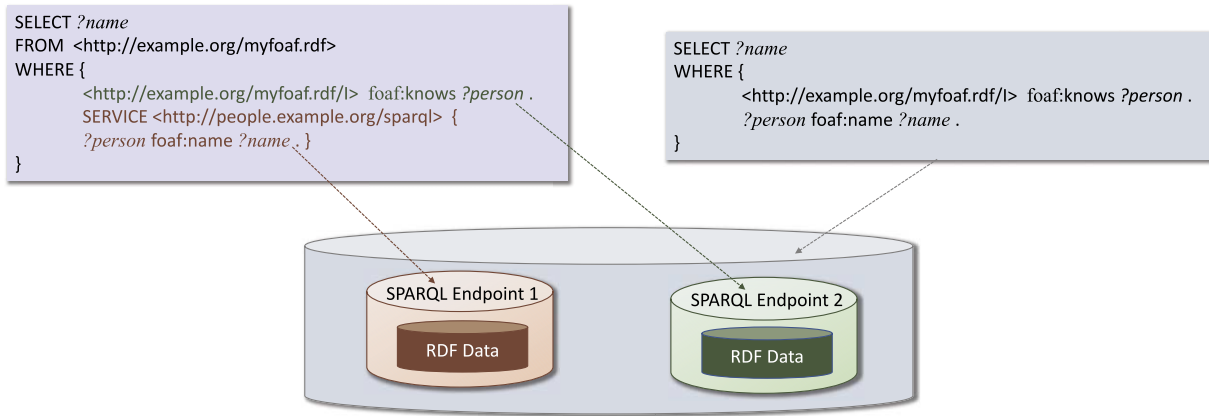 SELECT ?name
FROM <http://example.org/myfoaf.rdf>
WHERE {
<http://example.org/myfoaf.rdf/I> foaf:knows ?person .
SERVICE <http://people.example.org/sparql> {
?person foaf:name ?name . }
}
SELECT ?name
WHERE {
<http://example.org/myfoaf.rdf/I> foaf:knows ?person .
?person foaf:name ?name .
}
SPARQL Endpoint 1
RDF Data
SPARQL Endpoint 2
RDF Data